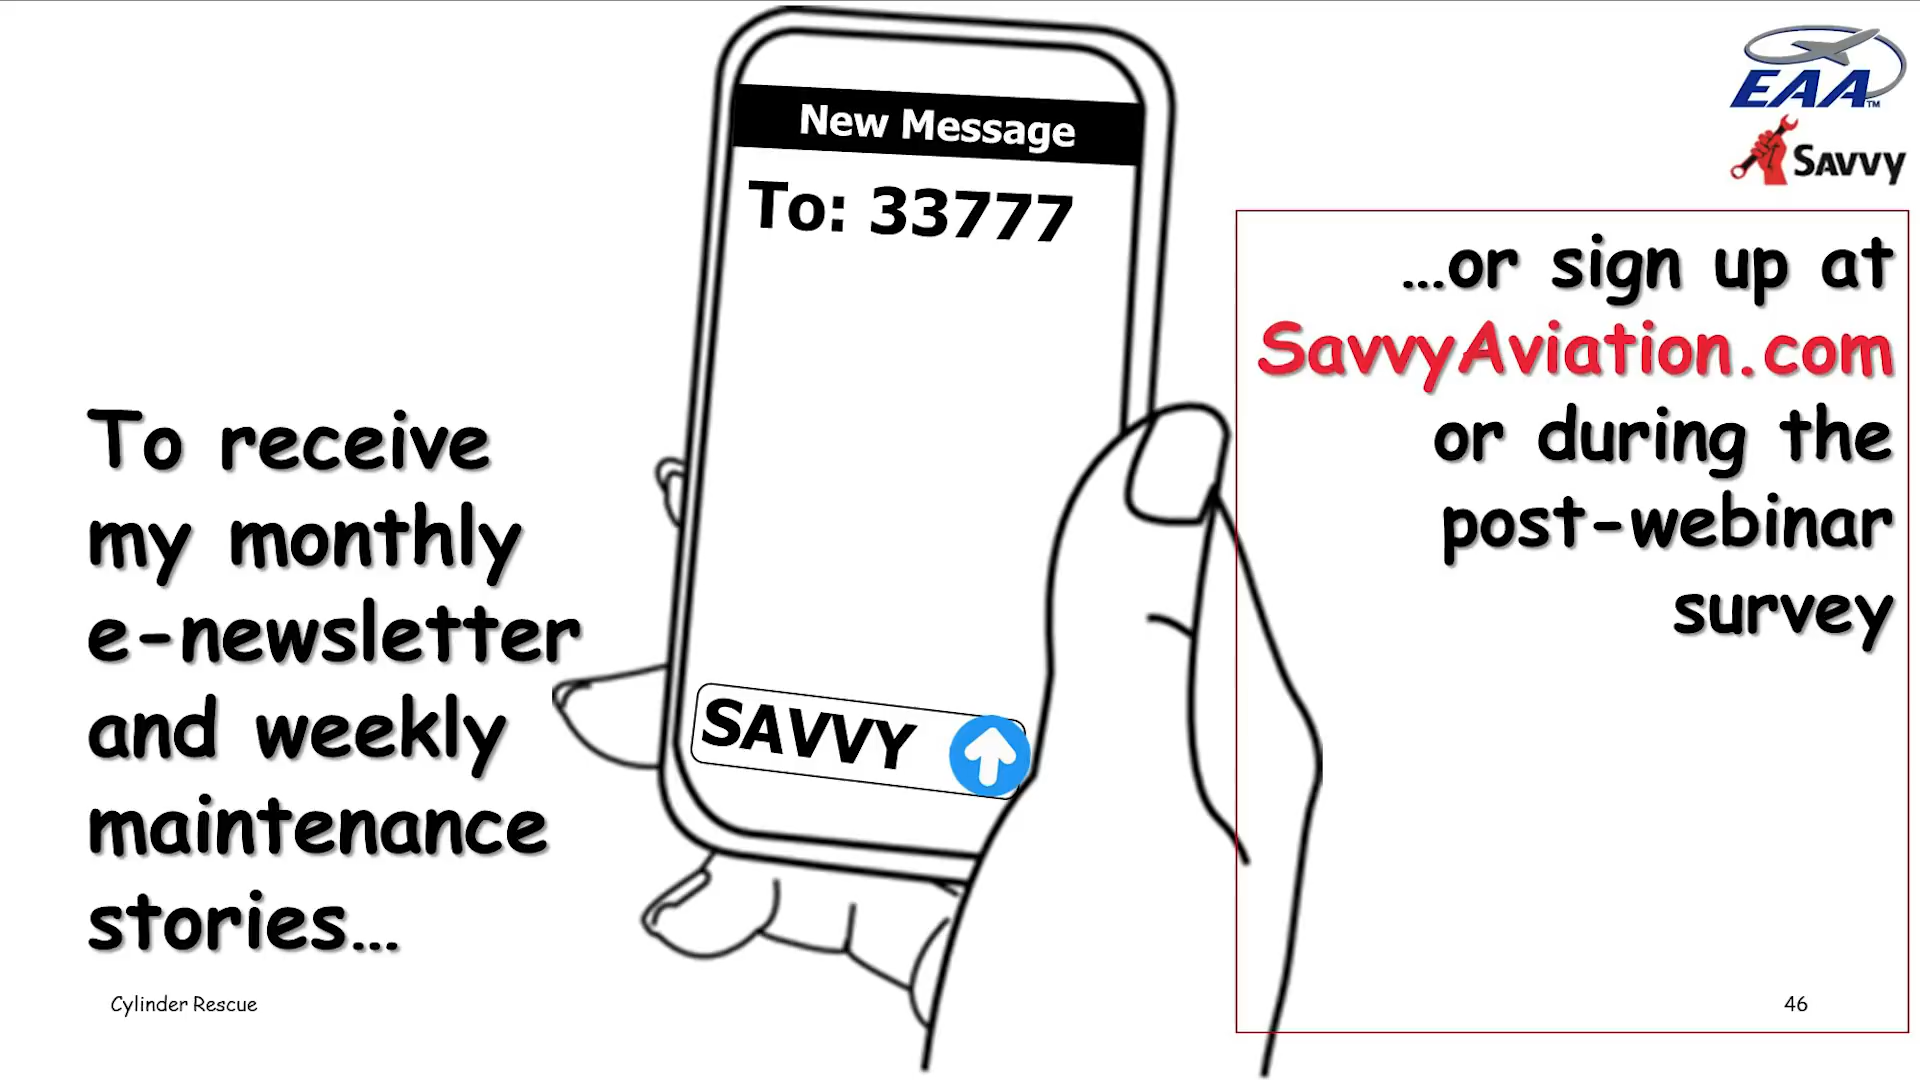 To receive
my monthly
e-newsletter
and weekly
maintenance
stories...
New Message
To: 33777
SAVVY
EAA™
SAVVY
...or sign up at
SavvyAviation.com
or during the
post-webinar
survey
Cylinder Rescue
46